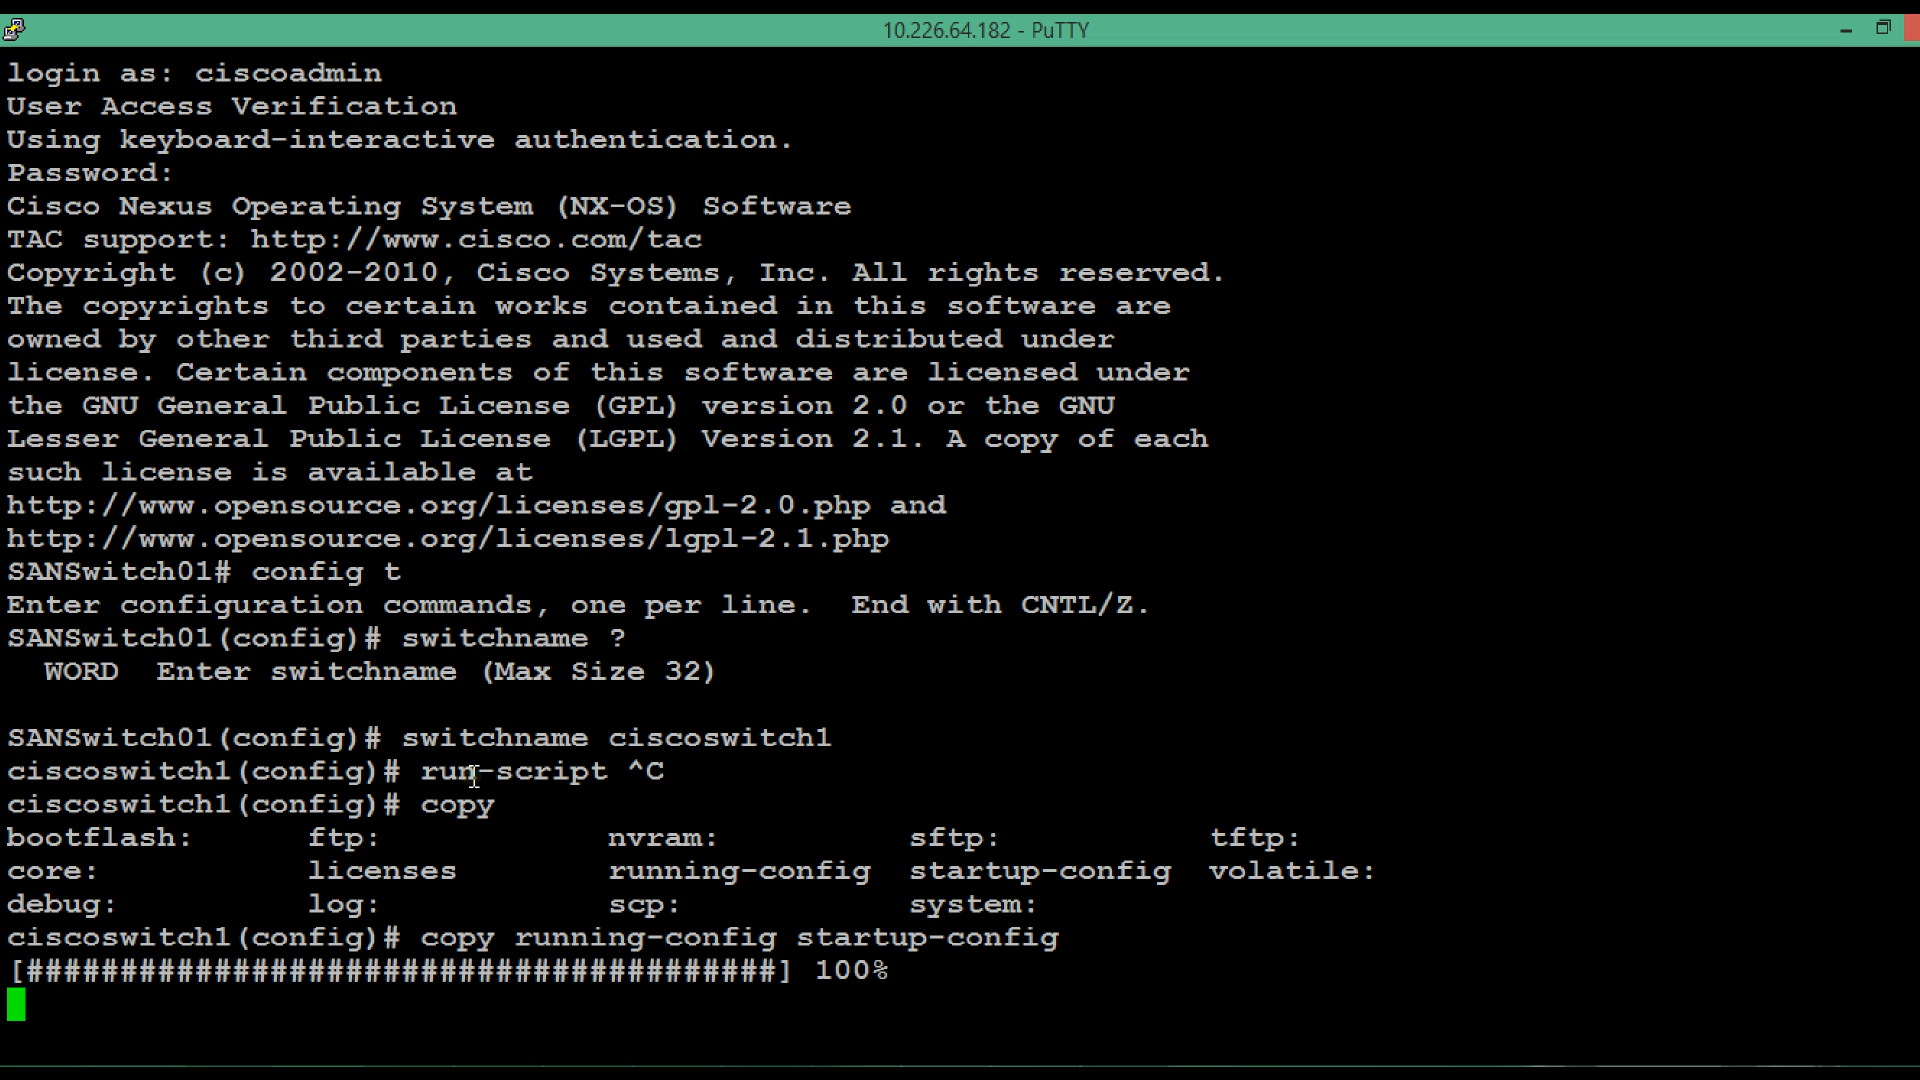 10.226.64.182 - PuTTY
login as: ciscoadmin
User Access Verification
Using keyboard-interactive authentication.
Password:
Cisco Nexus Operating System (NX-OS) Software
TAC support: http://www.cisco.com/tac
Copyright (c) 2002-2010, Cisco Systems, Inc. All rights reserved.
The copyrights to certain works contained in this software are
owned by other third parties and used and distributed under
license. Certain components of this software are licensed under
the GNU General Public License (GPL) version 2.0 or the GNU
Lesser General Public License (LGPL) Version 2.1. A copy of each
such license is available at
http://www.opensource.org/licenses/gpl-2.0.php and
http://www.opensource.org/licenses/lgpl-2.1.php
SANSwitch01# config t
Enter configuration commands, one per line.  End with CNTL/Z.
SANSwitch01(config)# switchname ?
  WORD  Enter switchname (Max Size 32)
SANSwitch01(config)# switchname ciscoswitch1
ciscoswitch1(config)# run-script ^C
ciscoswitch1(config)# copy
bootflash:      ftp:            nvram:          sftp:           tftp:
core:           licenses        running-config  startup-config  volatile:
debug:          log:            scp:            system:
ciscoswitch1(config)# copy running-config startup-config
[########################################] 100%